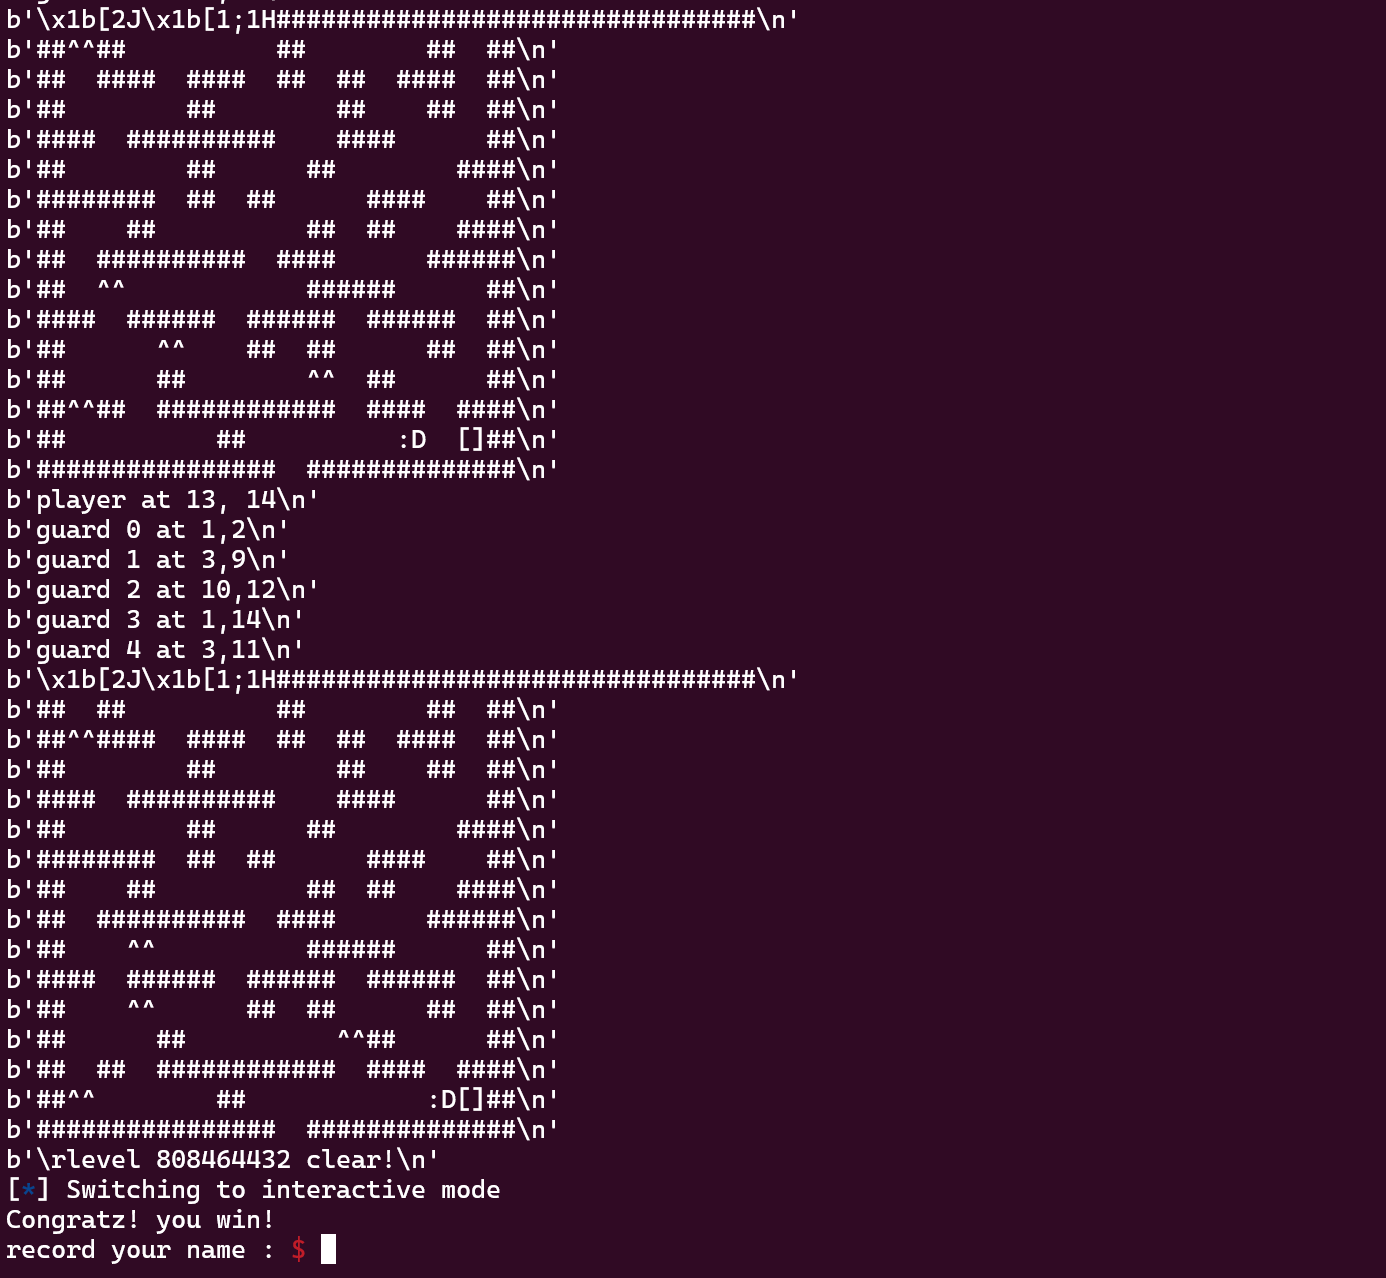 b'\x1b[2J\x1b[1;1H################################\n'
b'##^^##          ##        ##  ##\n'
b'##  ####  ####  ##  ##  ####  ##\n'
b'##        ##        ##    ##  ##\n'
b'####  ##########    ####      ##\n'
b'##        ##      ##        ####\n'
b'########  ##  ##      ####    ##\n'
b'##    ##          ##  ##    ####\n'
b'##  ##########  ####      ######\n'
b'##  ^^            ######      ##\n'
b'####  ######  ######  ######  ##\n'
b'##      ^^    ##  ##      ##  ##\n'
b'##      ##        ^^  ##      ##\n'
b'##^^##  ############  ####  ####\n'
b'##          ##          :D  []##\n'
b'################  ##############\n'
b'player at 13, 14\n'
b'guard 0 at 1,2\n'
b'guard 1 at 3,9\n'
b'guard 2 at 10,12\n'
b'guard 3 at 1,14\n'
b'guard 4 at 3,11\n'
b'\x1b[2J\x1b[1;1H################################\n'
b'##  ##          ##        ##  ##\n'
b'##^^####  ####  ##  ##  ####  ##\n'
b'##        ##        ##    ##  ##\n'
b'####  ##########    ####      ##\n'
b'##        ##      ##        ####\n'
b'########  ##  ##      ####    ##\n'
b'##    ##          ##  ##    ####\n'
b'##  ##########  ####      ######\n'
b'##    ^^          ######      ##\n'
b'####  ######  ######  ######  ##\n'
b'##    ^^      ##  ##      ##  ##\n'
b'##      ##          ^^##      ##\n'
b'##  ##  ############  ####  ####\n'
b'##^^        ##            :D[]##\n'
b'################  ##############\n'
b'\rlevel 808464432 clear!\n'
[*] Switching to interactive mode
Congratz! you win!
record your name : $